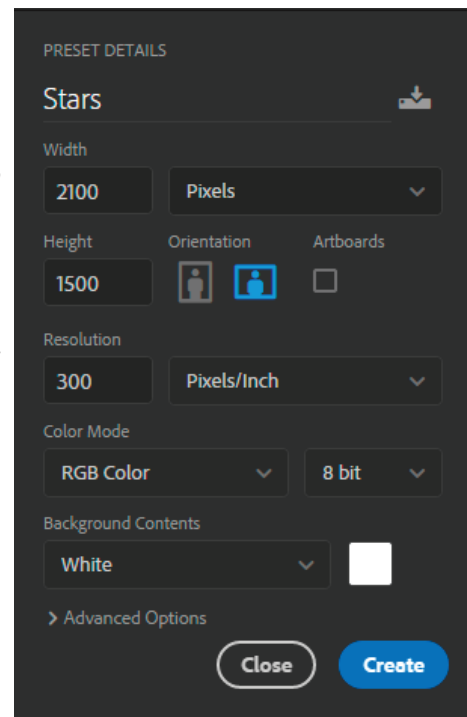 PRESET DETAILS
Stars
Width
2100 Pixels
Height Orientation Artboards
1500
Resolution
300 Pixels/Inch
Color Mode
RGB Color 8 bit
Background Contents
White
Advanced Options
Close Create